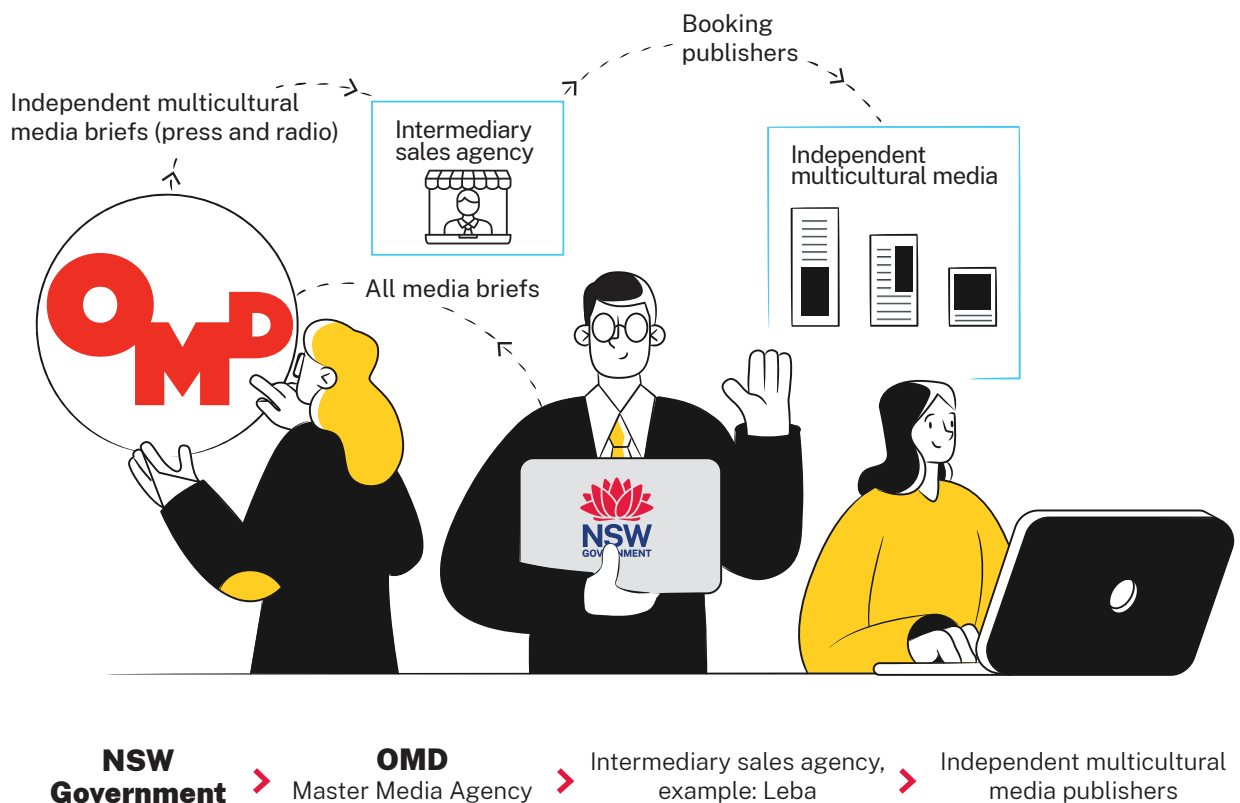 Booking
publishers
Independent multicultural
media briefs (press and radio)
Intermediary
sales agency
Independent
multicultural media
All media briefs
OMD
NSW
GOVERNMENT
NSW
Government
OMD
Master Media Agency
Intermediary sales agency,
example: Leba
Independent multicultural
media publishers